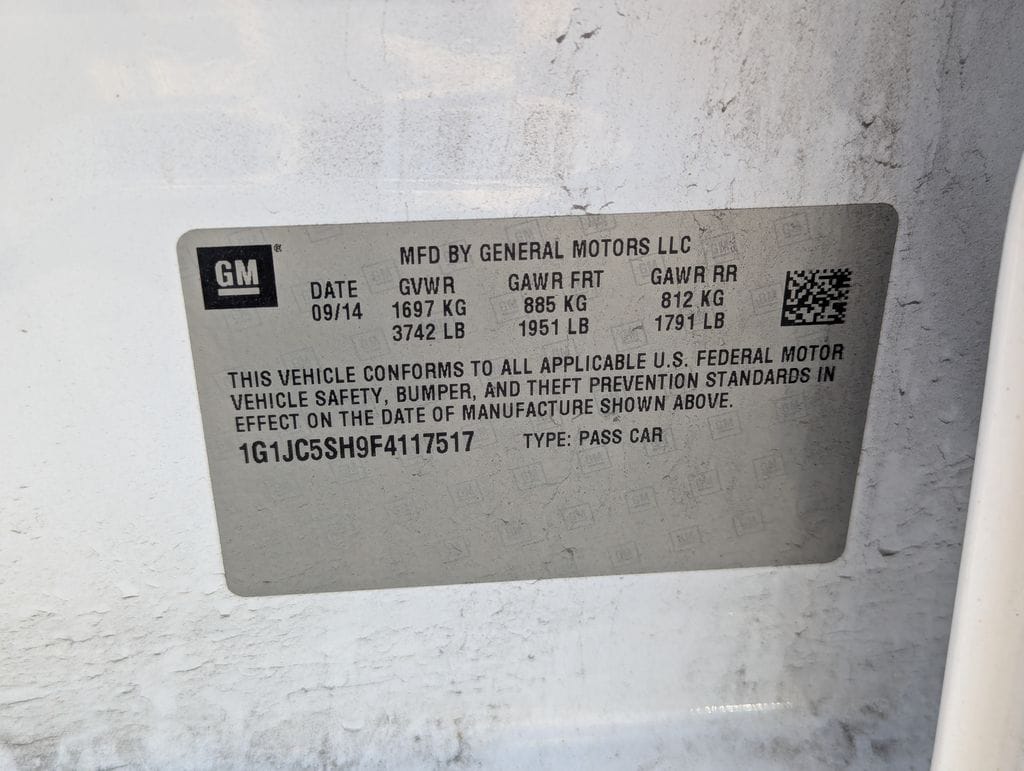 GM®
MFD BY GENERAL MOTORS LLC
DATE GVWR GAWR FRT GAWR RR
09/14 1697 KG 885 KG 812 KG
3742 LB 1951 LB 1791 LB
THIS VEHICLE CONFORMS TO ALL APPLICABLE U.S. FEDERAL MOTOR
VEHICLE SAFETY, BUMPER, AND THEFT PREVENTION STANDARDS IN
EFFECT ON THE DATE OF MANUFACTURE SHOWN ABOVE.
1G1JC5SH9F4117517 TYPE: PASS CAR